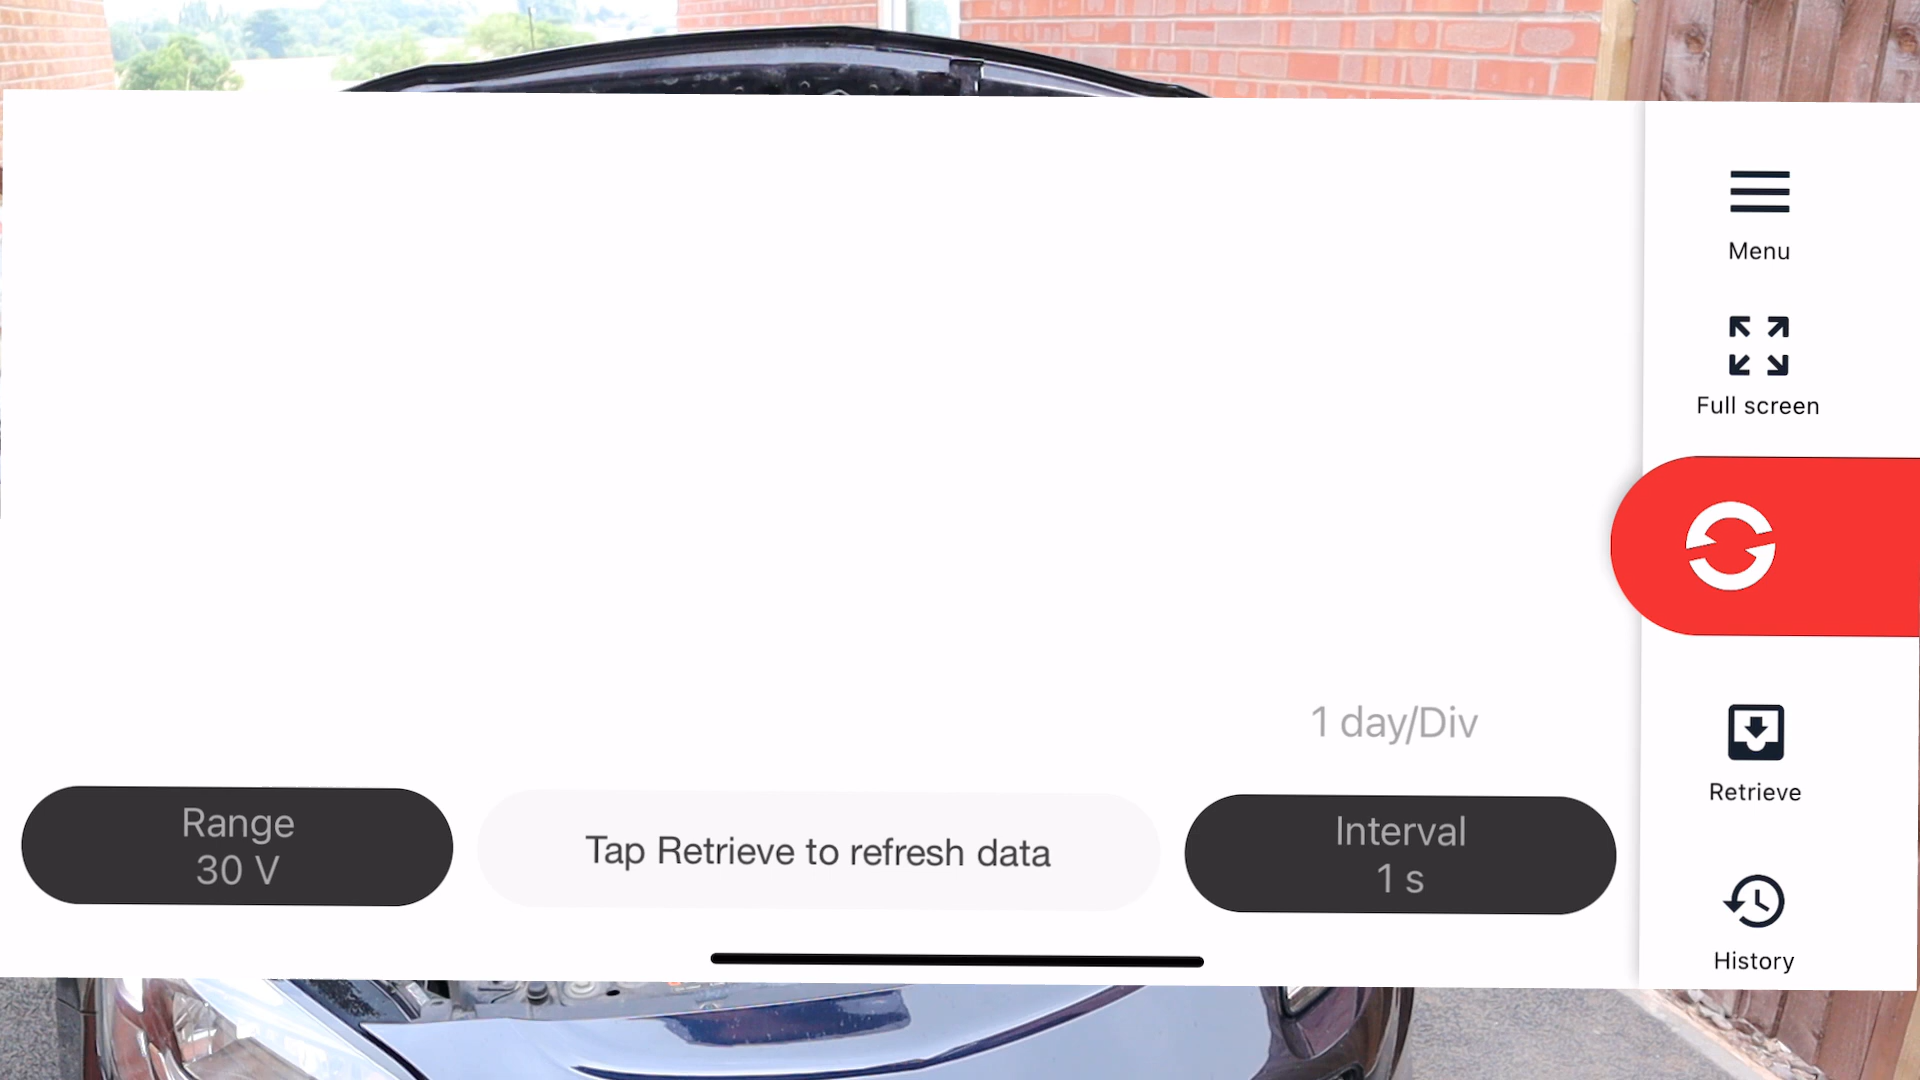 Menu
Full screen
1 day/Div
Retrieve
Range
30 V
Tap Retrieve to refresh data
Interval
1 s
History